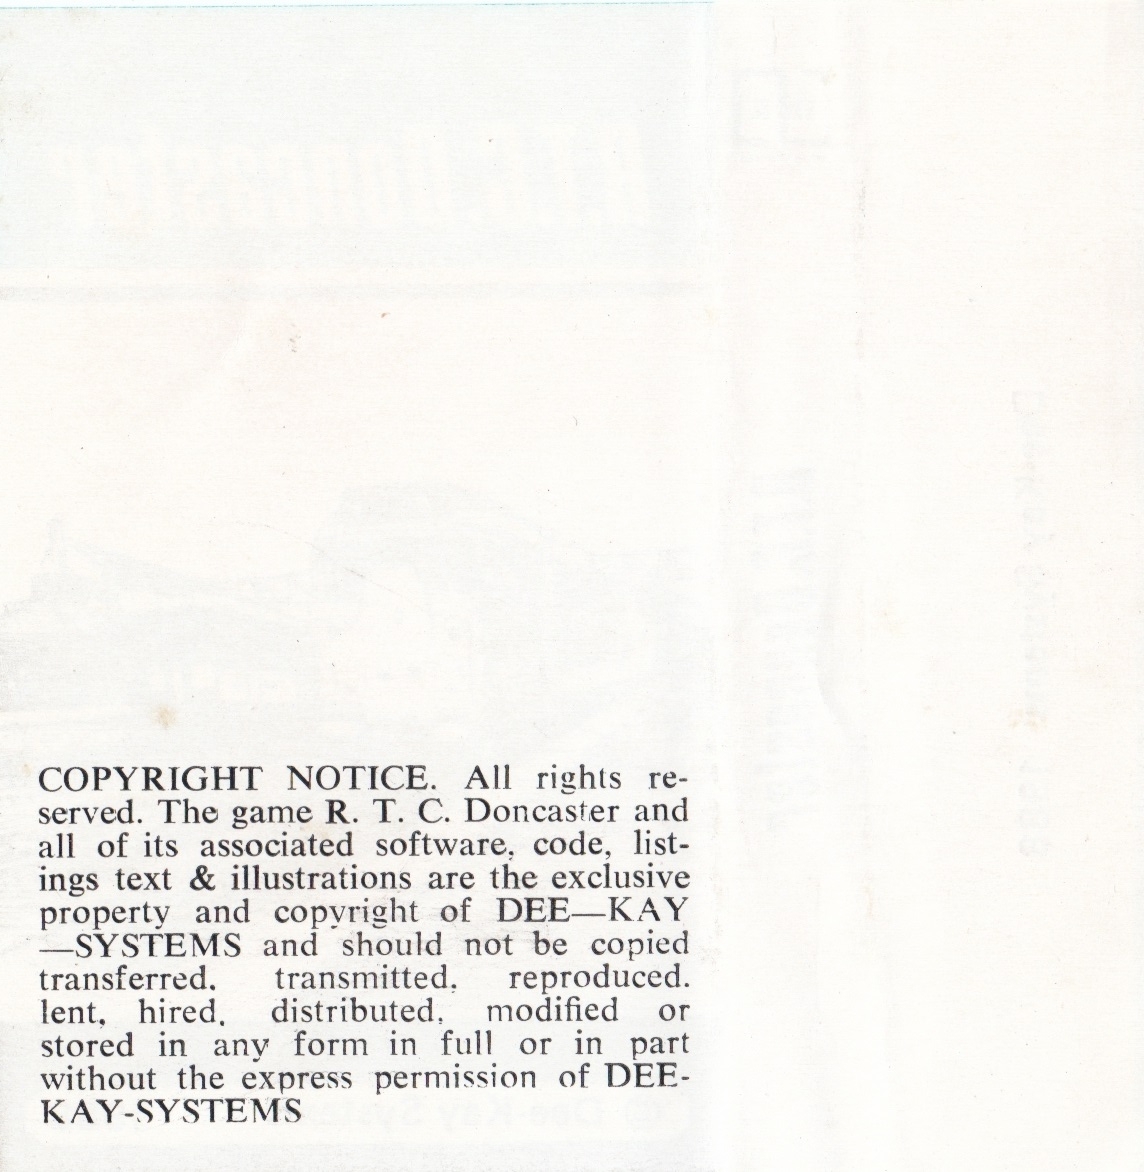 COPYRIGHT NOTICE. All rights re-
served. The game R. T. C. Doncaster and
all of its associated software, code, list-
ings text & illustrations are the exclusive
property and copyright of DEE—KAY
—SYSTEMS and should not be copied
transferred, transmitted, reproduced.
lent, hired, distributed, modified or
stored in any form in full or in part
without the express permission of DEE-
KAY-SYSTEMS